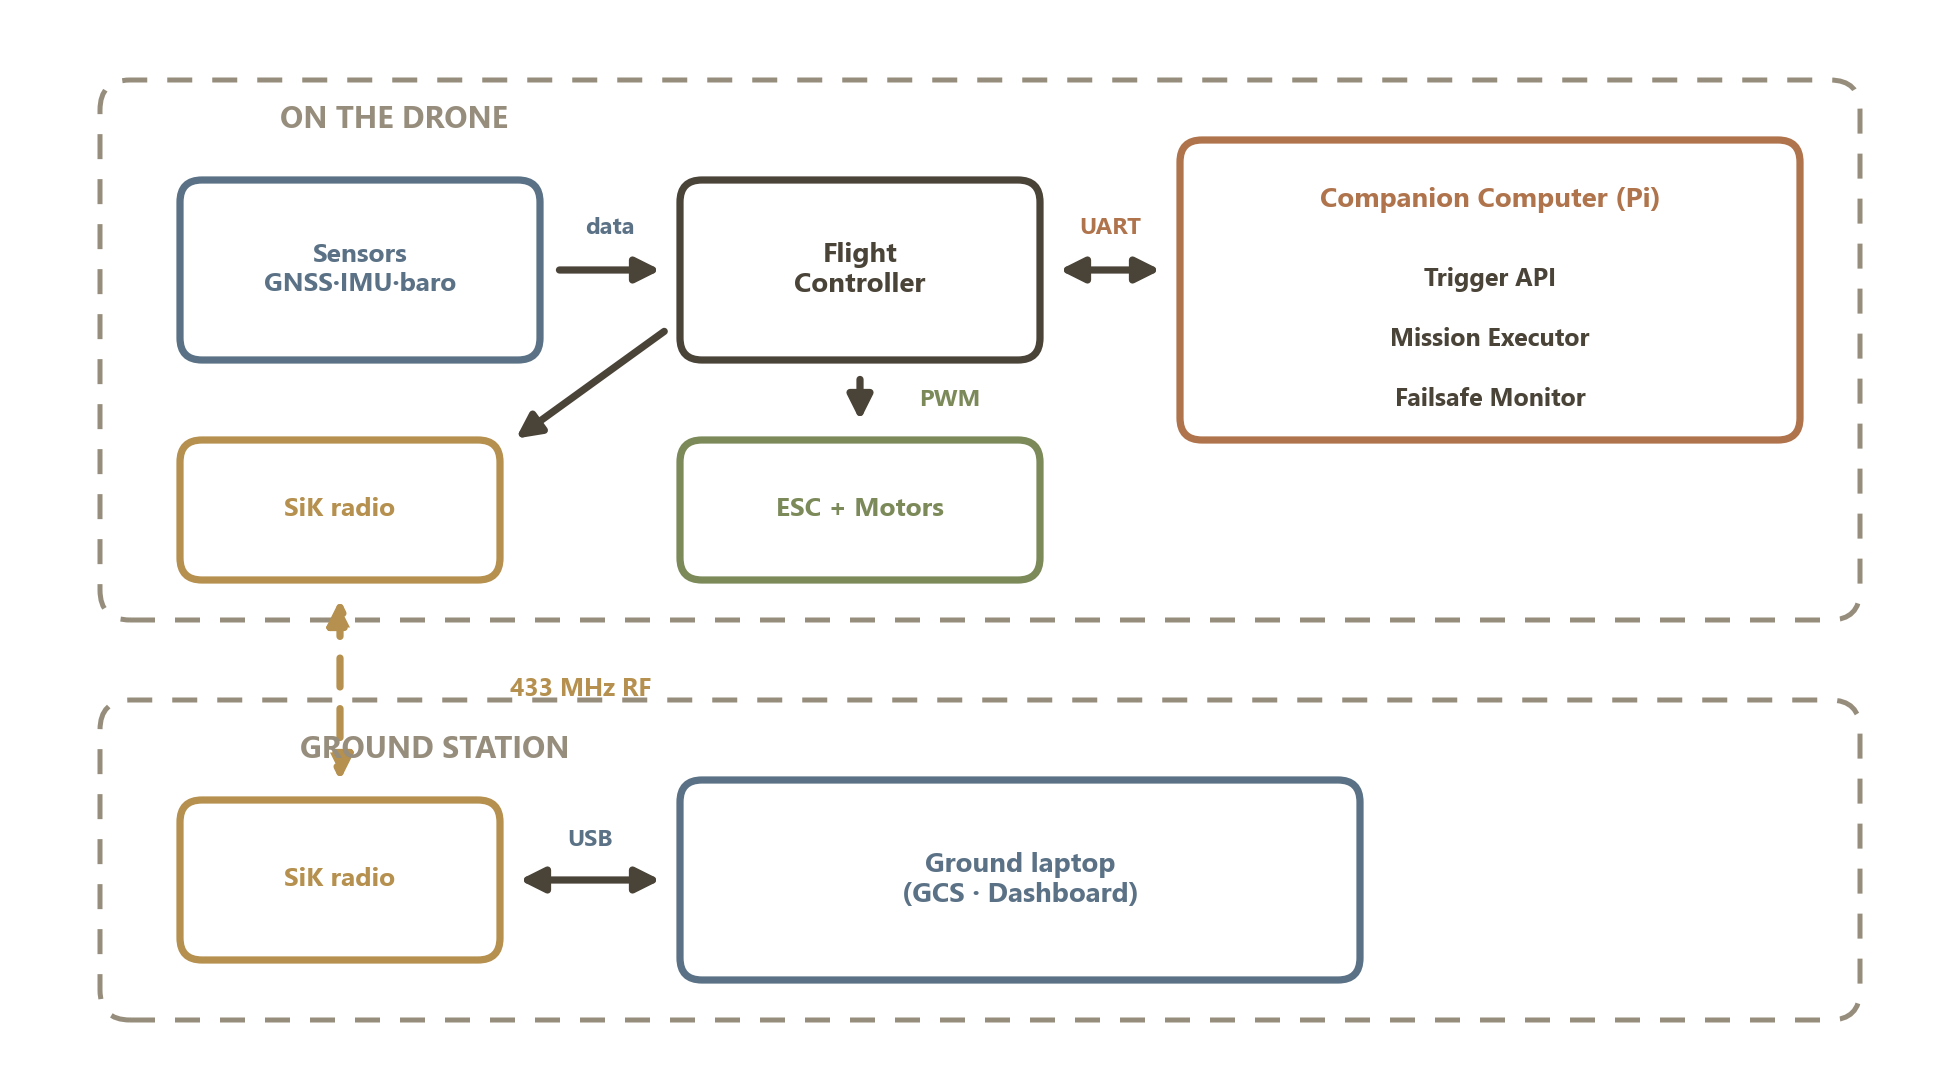 ON THE DRONE
Sensors
GNSS·IMU·baro
data
Flight
Controller
UART
Companion Computer (Pi)
Trigger API
Mission Executor
Failsafe Monitor
PWM
SiK radio
ESC + Motors
433 MHz RF
GROUND STATION
SiK radio
USB
Ground laptop
(GCS · Dashboard)